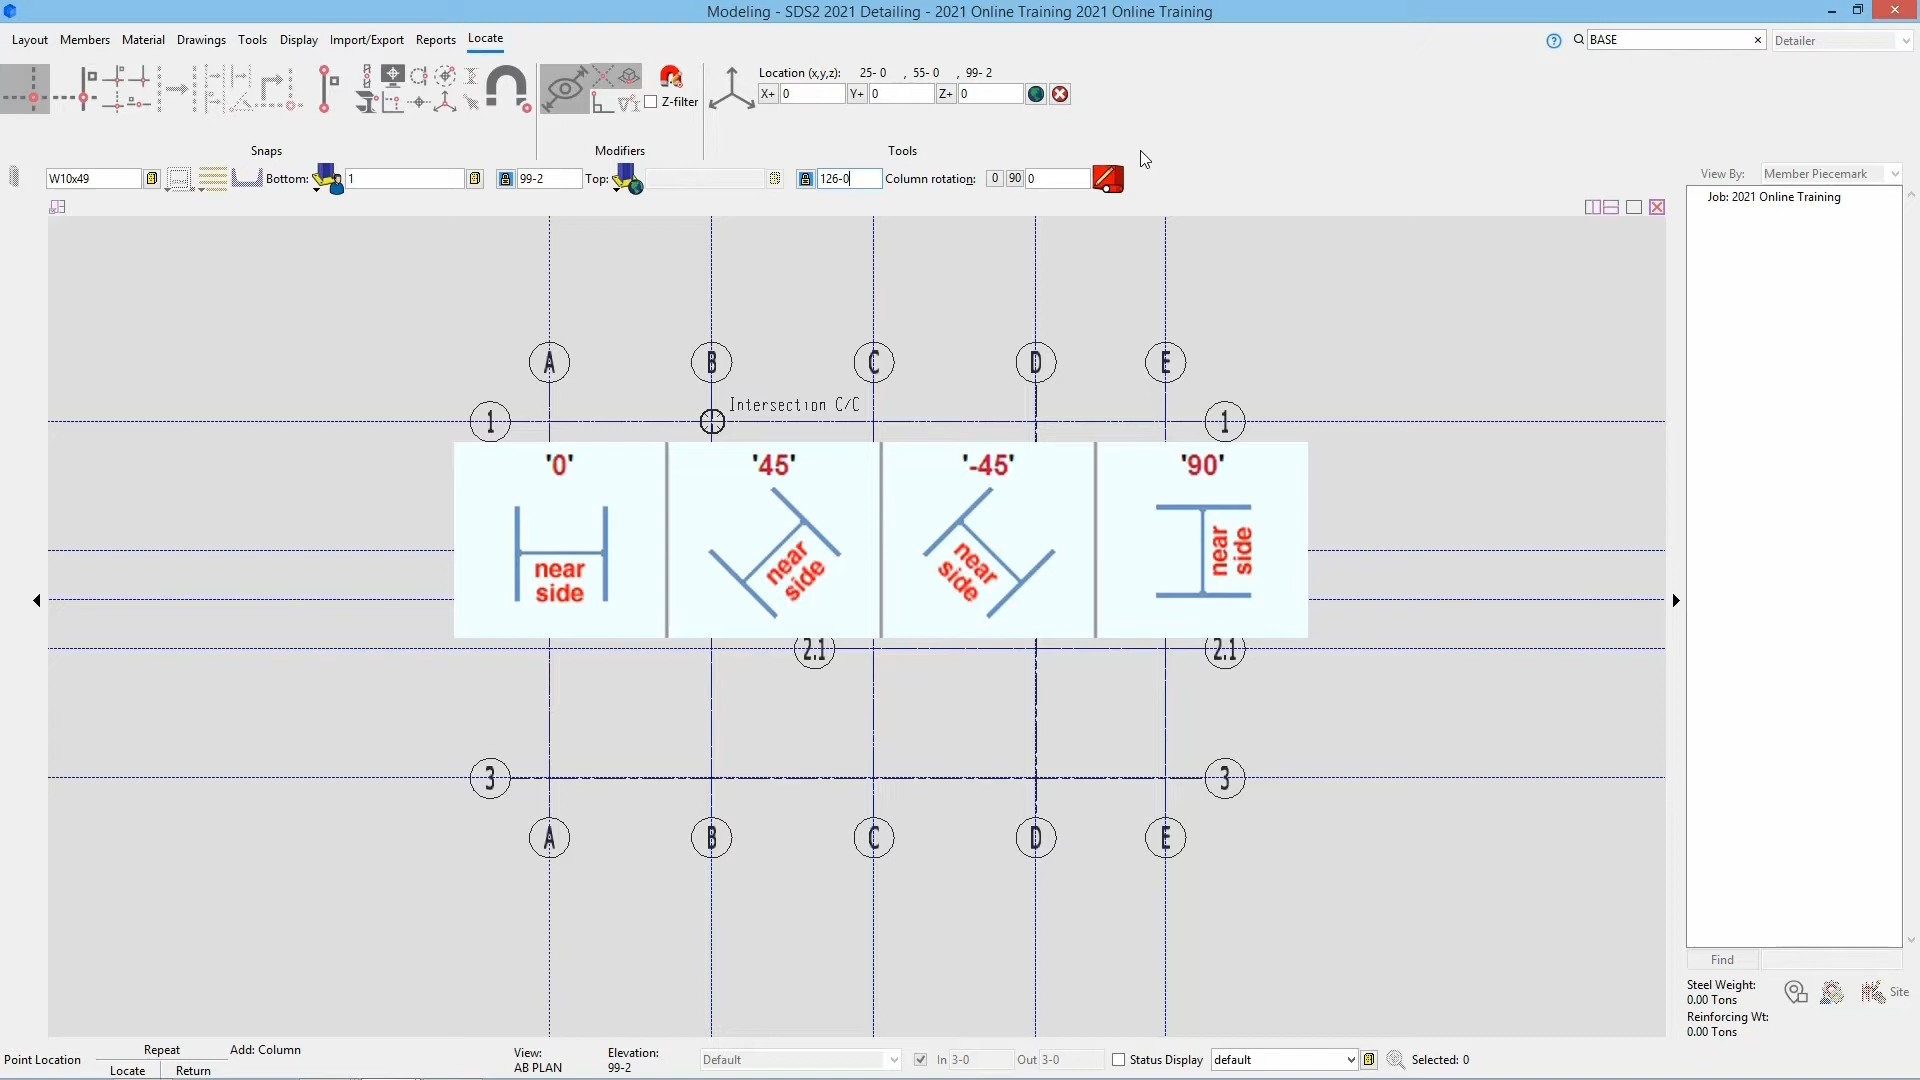 Modeling - SDS2 2021 Detailing - 2021 Online Training 2021 Online Training
Layout Members Material Drawings Tools Display Import/Export Reports Locate
BASE
Detailer
Z-filter
Location (x,y,z): 25- 0 , 55- 0 , 99- 2
X+ 0 Y+ 0 Z+ 0
Snaps Modifiers Tools
W10x49 Bottom: 1 99-2 Top: 126-0 Column rotation: 0 90 0
View By: Member Piecemark
Job: 2021 Online Training
A B C D E
Intersection C/C
1 1
'0' '45' '-45' '90'
near side
near side
near side
near side
2.1 2.1
3 3
A B C D E
Find
Steel Weight:
0.00 Tons
Site
Reinforcing Wt:
0.00 Tons
Point Location
Repeat
Add: Column
Locate Return
View:
AB PLAN
Elevation:
99-2
Default
In 3-0 Out 3-0
Status Display
default
Selected: 0